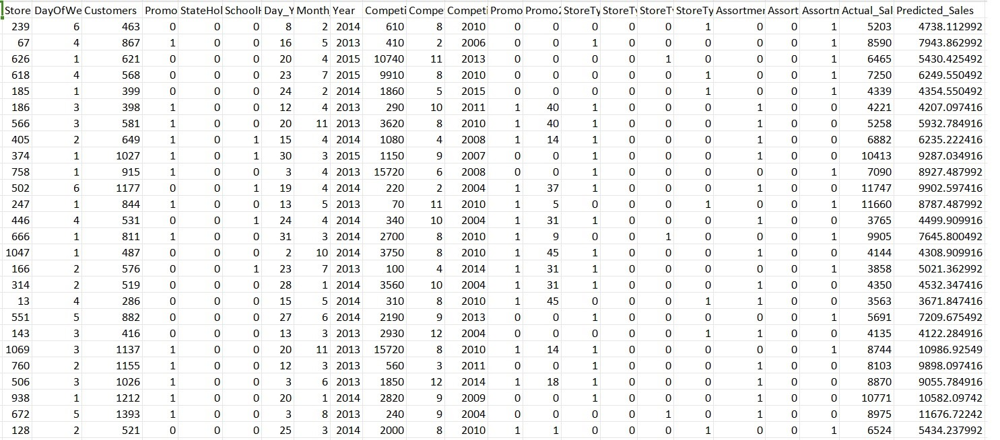 Store DayOfWe Customers Promo StateHol SchoolH Day_Y Month_ Year Competi Compe Competi Promo Promo2 StoreTy StoreTy StoreTy StoreTy Assortmer Assort Assortm Actual_Sal Predicted_Sales
239 6 463 0 0 0 8 2 2014 610 8 2010 0 0 0 0 0 1 0 0 1 5203 4738.112992
67 4 867 1 0 0 16 5 2013 410 2 2006 0 0 1 0 0 0 0 0 1 8590 7943.862992
626 1 621 0 0 0 20 4 2015 10740 11 2013 0 0 0 0 1 0 0 0 1 6465 5430.425492
618 4 568 0 0 0 23 7 2015 9910 8 2010 0 0 0 0 0 1 0 0 1 7250 6249.550492
185 1 399 0 0 0 24 2 2014 1860 5 2015 0 0 0 0 0 1 0 0 1 4339 4354.550492
186 3 398 1 0 0 12 4 2013 290 10 2011 1 40 1 0 0 0 1 0 0 4221 4207.097416
566 3 581 1 0 0 20 11 2013 3620 8 2010 1 40 1 0 0 0 1 0 0 5258 5932.784916
405 2 649 1 0 1 15 4 2014 1080 4 2008 1 14 1 0 0 0 1 0 0 6882 6235.222416
374 1 1027 1 0 1 30 3 2015 1150 9 2007 0 0 1 0 0 0 1 0 0 10413 9287.034916
758 1 915 1 0 0 3 4 2013 15720 6 2008 0 0 1 0 0 0 0 0 1 7090 8927.487992
502 6 1177 0 0 1 19 4 2014 220 2 2004 1 37 1 0 0 0 1 0 0 11747 9902.597416
247 1 844 1 0 0 13 5 2013 70 11 2010 1 5 0 0 0 1 0 0 1 11660 8787.487992
446 4 531 0 0 1 24 4 2014 340 10 2004 1 31 1 0 0 0 1 0 0 3765 4499.909916
666 1 811 1 0 0 31 3 2014 2700 8 2010 1 9 0 0 1 0 0 0 1 9905 7645.800492
1047 1 487 0 0 0 2 10 2014 3750 8 2010 1 45 1 0 0 0 1 0 0 4144 4308.909916
166 2 576 0 0 1 23 7 2013 100 4 2014 1 31 1 0 0 0 0 0 1 3858 5021.362992
314 2 519 0 0 0 28 1 2014 3560 10 2004 1 31 1 0 0 0 1 0 0 4350 4532.347416
13 4 286 0 0 0 15 5 2014 310 8 2010 1 45 0 0 0 1 1 0 0 3563 3671.847416
551 5 882 0 0 0 27 6 2014 2190 9 2013 0 0 1 0 0 0 0 0 1 5691 7209.675492
143 3 416 0 0 0 13 3 2013 2930 12 2004 0 0 0 0 0 1 1 0 0 4135 4122.284916
1069 3 1137 1 0 0 20 11 2013 15720 8 2010 1 14 1 0 0 0 0 0 1 8744 10986.92549
760 2 1155 1 0 0 12 3 2013 560 3 2011 0 0 1 0 0 0 1 0 0 8103 9898.097416
506 3 1026 1 0 0 3 6 2013 1850 12 2014 1 18 1 0 0 0 1 0 0 8870 9055.784916
938 1 1212 1 0 0 20 1 2014 2820 9 2009 0 0 1 0 0 0 1 0 0 10771 10582.09742
672 5 1393 1 0 0 3 8 2013 240 9 2004 0 0 0 0 1 0 1 0 0 8975 11676.72242
128 2 521 0 0 0 25 3 2014 2000 8 2010 1 1 0 0 0 1 0 0 1 6524 5434.237992